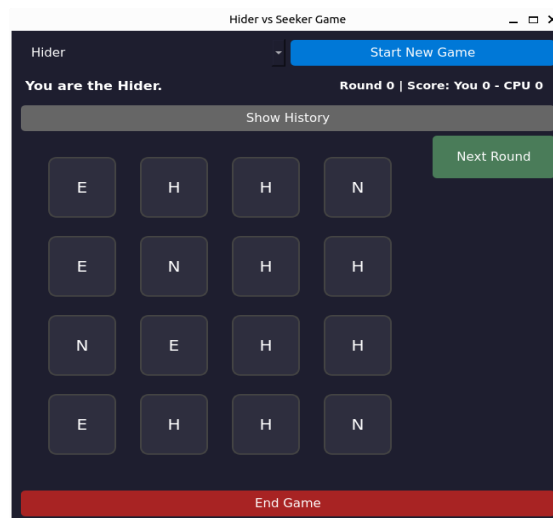 Hider vs Seeker Game
Hider
Start New Game
You are the Hider.
Round 0 | Score: You 0 - CPU 0
Show History
Next Round
E H H N
E N H H
N E H H
E H H N
End Game